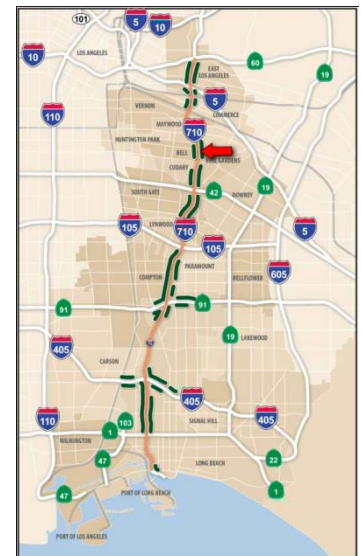 101
5
10
LOS ANGELES
10
EAST
LOS ANGELES
60
19
110
VERNON
5
COMMERCE
MAYWOOD
710
HUNTINGTON PARK
BELL
GARDENS
CUDAHY
SOUTH GATE
42
DOWNEY
19
LYNWOOD
105
710
105
5
PARAMOUNT
605
COMPTON
BELLFLOWER
91
91
19
LAKEWOOD
405
CARSON
405
405
SIGNAL HILL
110
103
1
WILMINGTON
47
22
LONG BEACH
1
47
PORT OF LONG BEACH
PORT OF LOS ANGELES